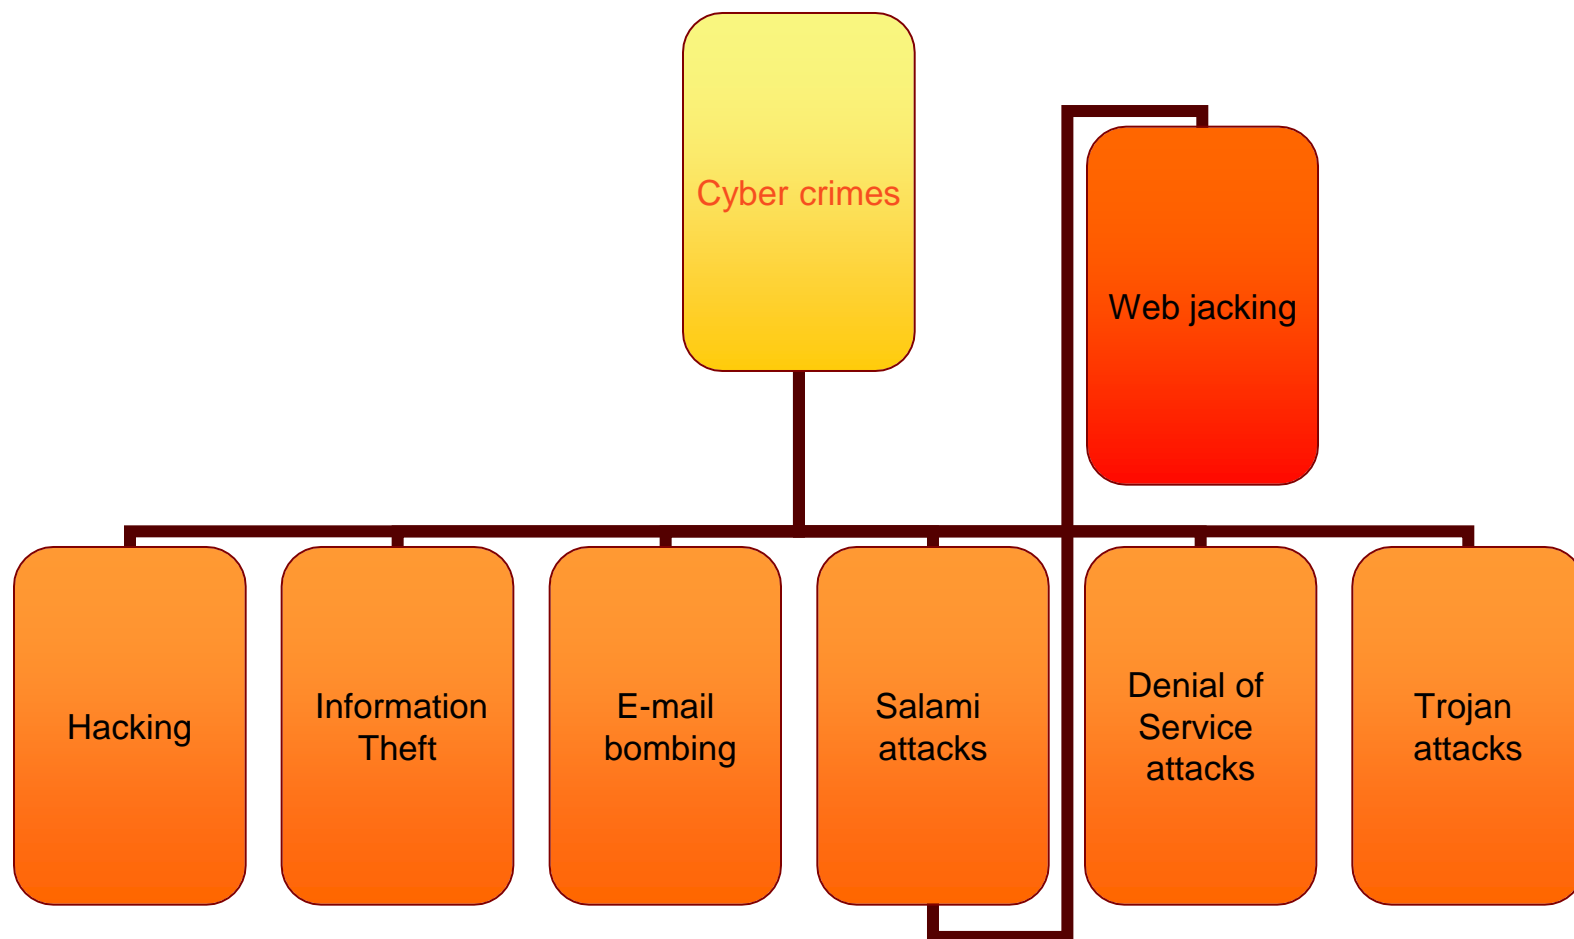 Cyber crimes
Web jacking
Hacking
Information
Theft
E-mail
bombing
Salami
attacks
Denial of
Service
attacks
Trojan
attacks